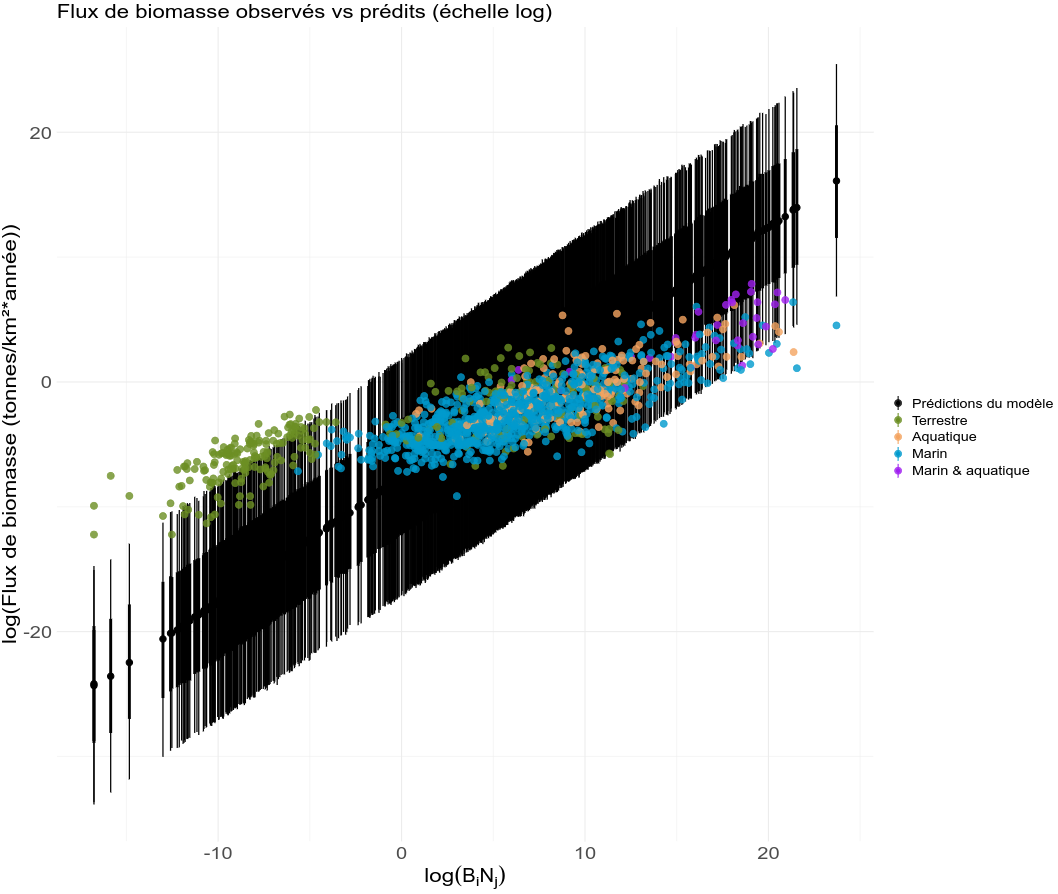 Flux de biomasse observés vs prédits (échelle log)
log(Flux de biomasse (tonnes/km²*année))
20
0
-20
-10
0
10
20
log(BiNj)
Prédictions du modèle
Terrestre
Aquatique
Marin
Marin & aquatique